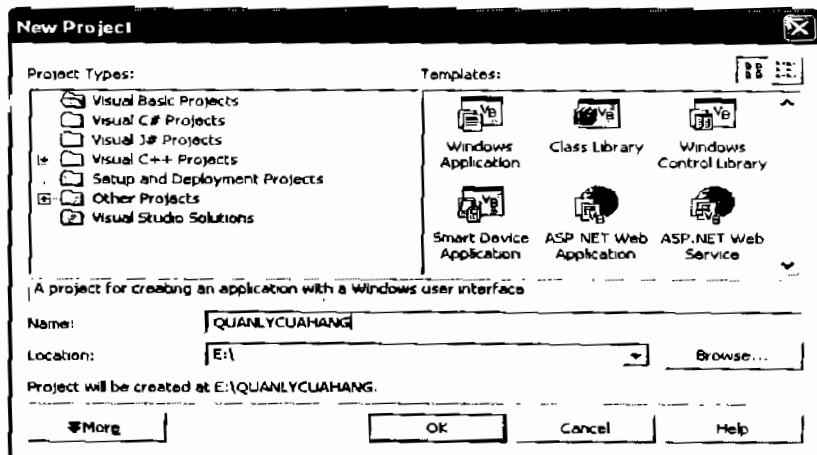 New Project
Project Types:
Visual Basic Projects
Visual C# Projects
Visual J# Projects
Visual C++ Projects
Setup and Deployment Projects
Other Projects
Visual Studio Solutions
Templates:
Windows Application
Class Library
Windows Control Library
Smart Device Application
ASP.NET Web Application
ASP.NET Web Service
A project for creating an application with a Windows user interface
Name:
QUANLYCUAHANG
Location:
E:\
Browse...
Project will be created at E:\QUANLYCUAHANG.
More
OK
Cancel
Help